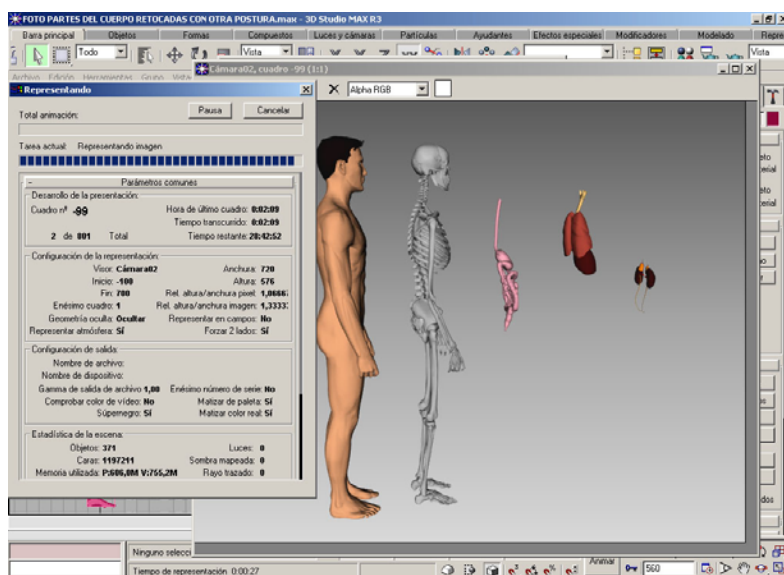 FOTO PARTES DEL CUERPO RETOCADAS CON OTRA POSTURA.max - 3D Studio MAX R3
Barra principal Objetos Formas Compuestos Luces y cámaras Partículas Ayudantes Efectos especiales Modificadores Modelado
Todo Vista Vista
Archivo Edición Herramientas Grupo
Cámara02, cuadro -99 (1:1)
Representando
Alpha RGB
Total animación:
Pausa Cancelar
Tarea actual: Representando imagen
Parámetros comunes
Desarrollo de la presentación:
Cuadro nº -99 Hora de último cuadro: 0:02:09
Tiempo transcurrido: 0:02:09
2 de 801 Total Tiempo restante: 28:42:52
Configuración de la representación:
Visor: Cámara02 Anchura: 720
Inicio: -100 Altura: 576
Fin: 700 Rel. altura/anchura pixel: 1,0666
Enésimo cuadro: 1 Rel. altura/anchura imagen: 1,3333
Geometría oculta: Ocultar Representar en campos: No
Representar atmósfera: Sí Forzar 2 lados: Sí
Configuración de salida:
Nombre de archivo:
Nombre de dispositivo:
Gamma de salida de archivo 1,00 Enésimo número de serie: No
Comprobar color de vídeo: No Matizar de paleta: Sí
Súpernegro: Sí Matizar color real: Sí
Estadística de la escena:
Objetos: 371 Luces: 0
Caras: 1197211 Sombra mapeada: 0
Memoria utilizada: P:606,0M V:755,2M Rayo trazado: 0
Ninguno selecci
Tiempo de representación 0:00:27
Animar
560